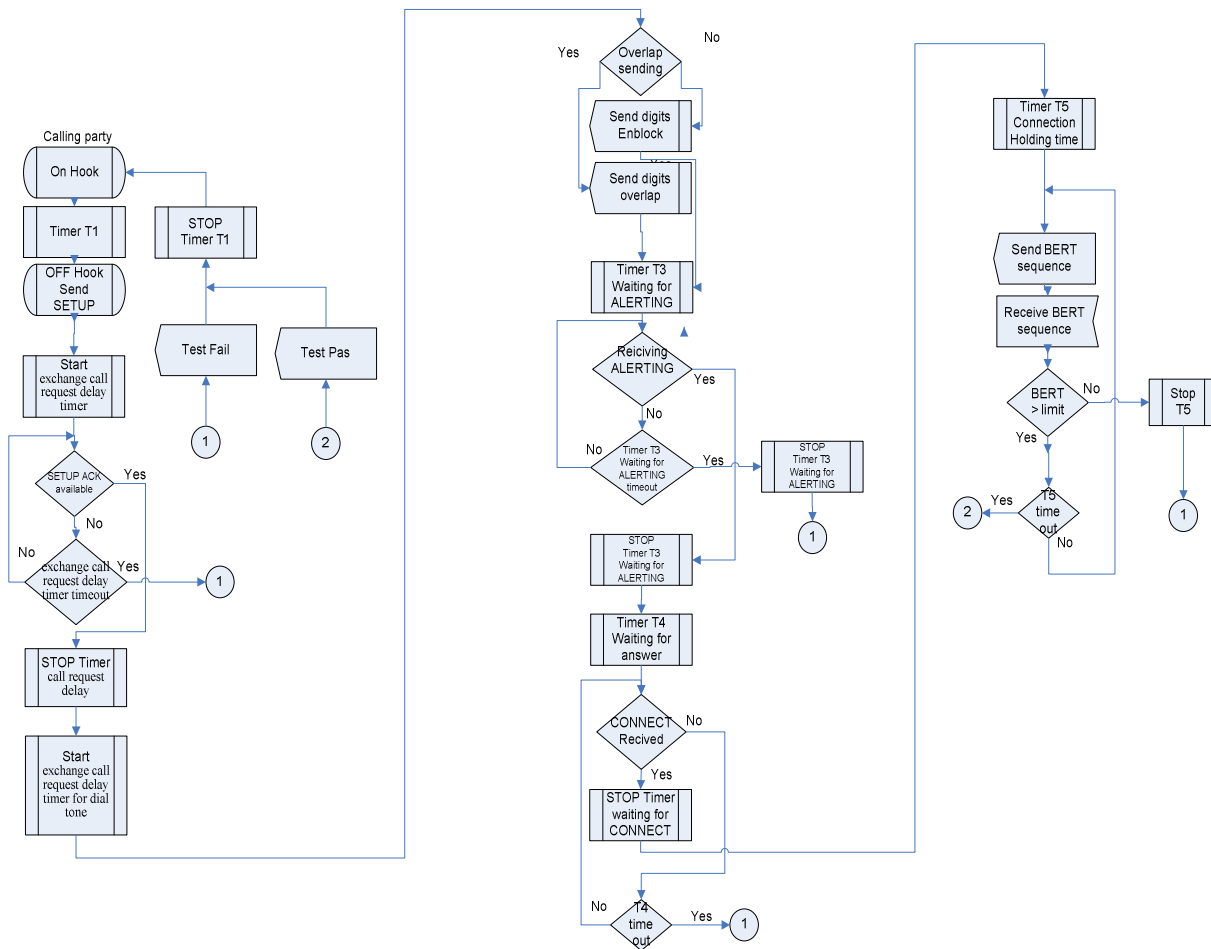 Calling party
On Hook
Timer T1
OFF Hook
Send
SETUP
Start
exchange call
request delay
timer
SETUP ACK
available
Yes
No
No
exchange call
request delay
timer timeout
Yes
1
STOP Timer
call request
delay
Start
exchange call
request delay
timer for dial
tone
STOP
Timer T1
Test Fail
Test Pas
1
2
Overlap
sending
Yes
No
Send digits
Enblock
Yes
Send digits
overlap
Timer T3
Waiting for
ALERTING
Reiciving
ALERTING
Yes
No
No
Timer T3
Waiting for
ALERTING
timeout
Yes
STOP
Timer T3
Waiting for
ALERTING
1
STOP
Timer T3
Waiting for
ALERTING
Timer T4
Waiting for
answer
CONNECT
Recived
No
Yes
STOP Timer
waiting for
CONNECT
No
T4
time
out
Yes
1
Timer T5
Connection
Holding time
Send BERT
sequence
Receive BERT
sequence
BERT
> limit
No
Stop
T5
Yes
1
2
Yes
T5
time
out
No